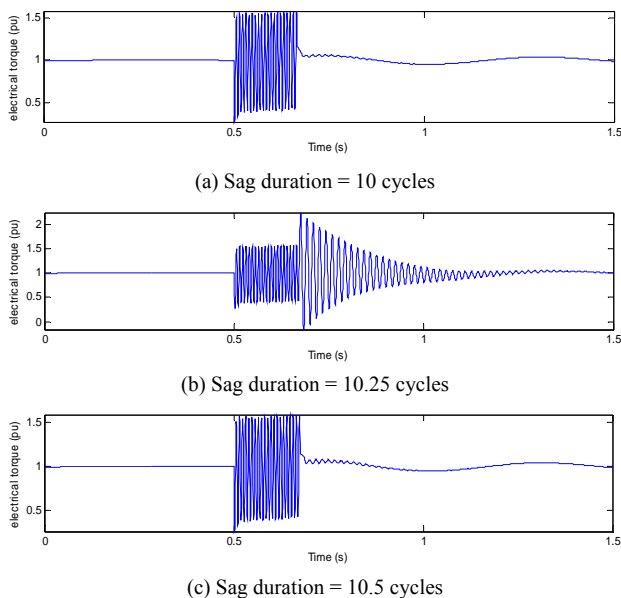 electrical torque (pu)
1.5
1
0.5
0
0.5
1
1.5
Time (s)
(a) Sag duration = 10 cycles
electrical torque (pu)
2
1.5
1
0.5
0
0
0.5
1
1.5
Time (s)
(b) Sag duration = 10.25 cycles
electrical torque (pu)
1.5
1
0.5
0
0.5
1
1.5
Time (s)
(c) Sag duration = 10.5 cycles